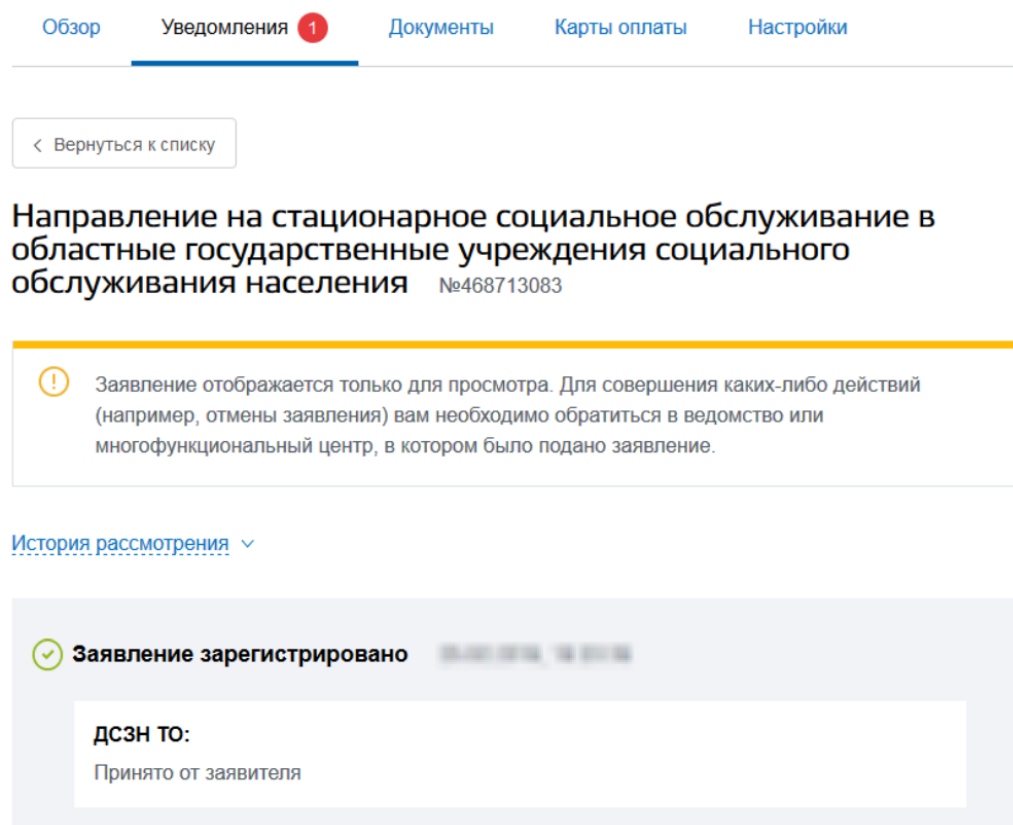 Обзор Уведомления 1 Документы Карты оплаты Настройки
Вернуться к списку
Направление на стационарное социальное обслуживание в
областные государственные учреждения социального
обслуживания населения №468713083
Заявление отображается только для просмотра. Для совершения каких-либо действий
(например, отмены заявления) вам необходимо обратиться в ведомство или
многофункциональный центр, в котором было подано заявление.
История рассмотрения
Заявление зарегистрировано
ДСЗН ТО:
Принято от заявителя